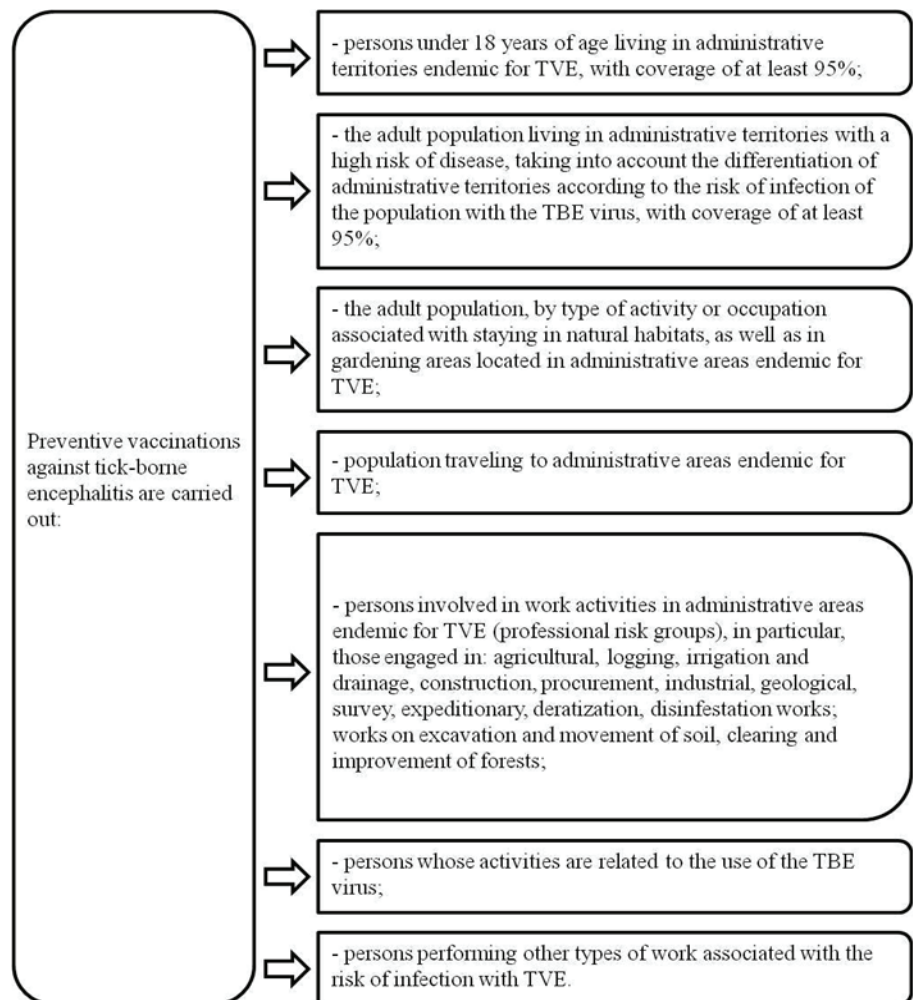 Preventive vaccinations
against tick-borne
encephalitis are carried
out:
- persons under 18 years of age living in administrative
territories endemic for TVE, with coverage of at least 95%;
- the adult population living in administrative territories with a
high risk of disease, taking into account the differentiation of
administrative territories according to the risk of infection of
the population with the TBE virus, with coverage of at least
95%;
- the adult population, by type of activity or occupation
associated with staying in natural habitats, as well as in
gardening areas located in administrative areas endemic for
TVE;
- population traveling to administrative areas endemic for
TVE;
- persons involved in work activities in administrative areas
endemic for TVE (professional risk groups), in particular,
those engaged in: agricultural, logging, irrigation and
drainage, construction, procurement, industrial, geological,
survey, expeditionary, deratization, disinfestation works;
works on excavation and movement of soil, clearing and
improvement of forests;
- persons whose activities are related to the use of the TBE
virus;
- persons performing other types of work associated with the
risk of infection with TVE.